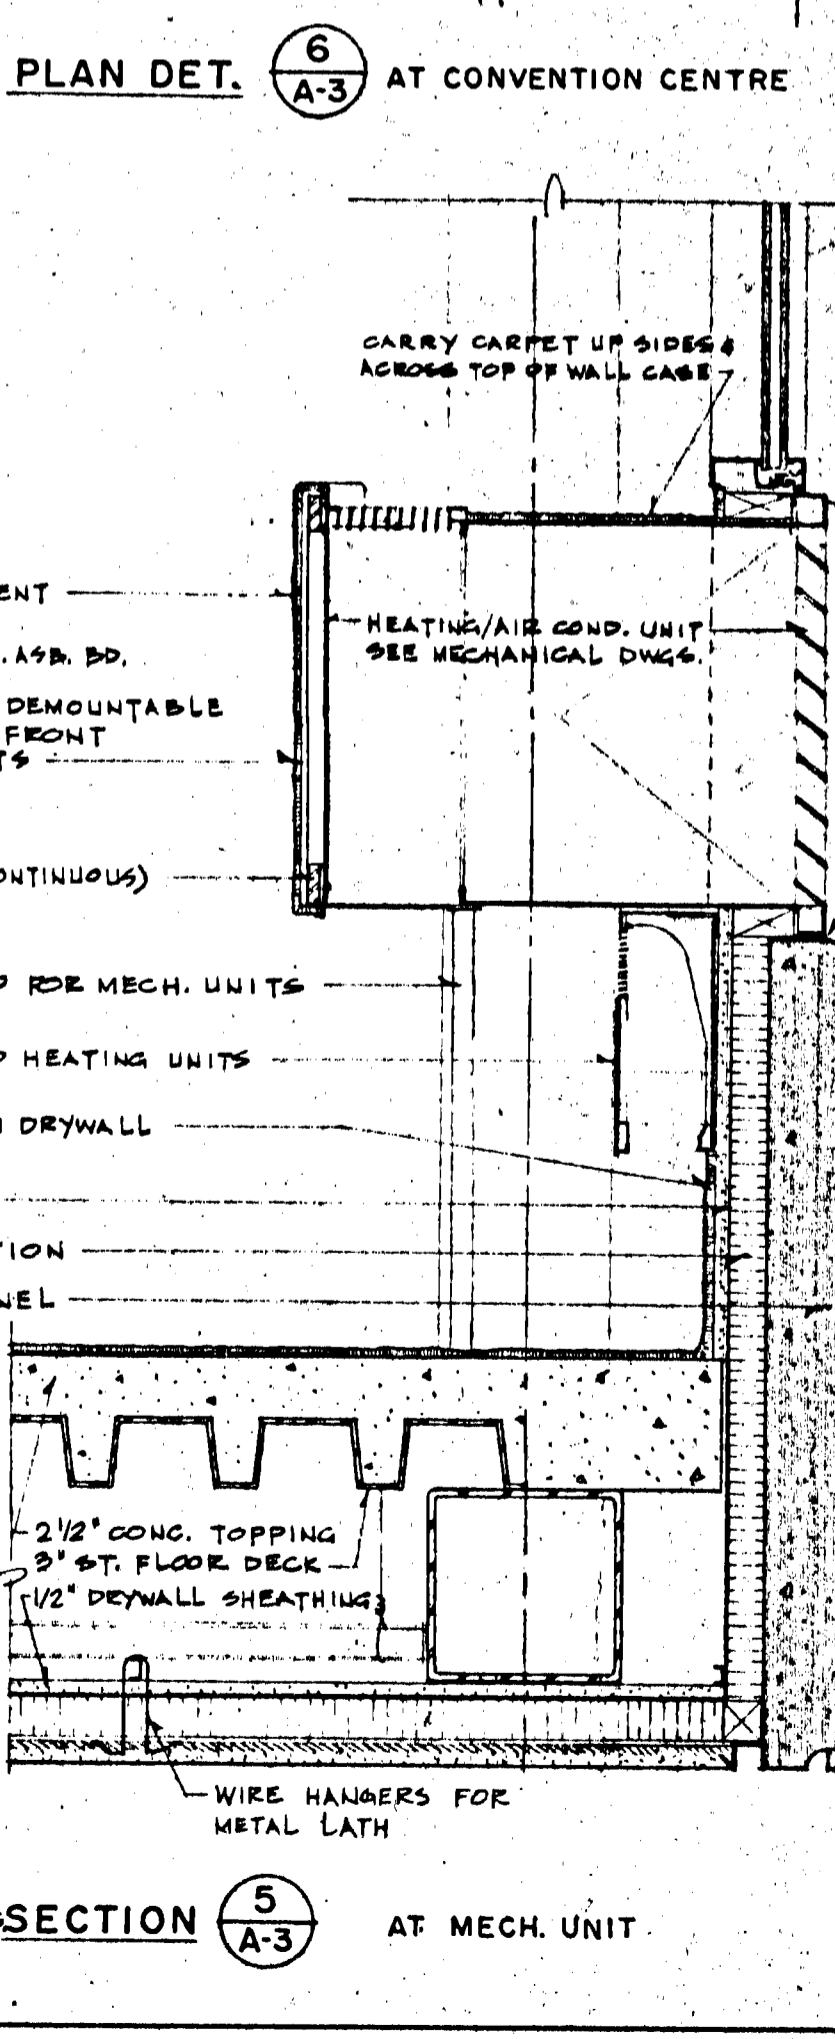 PLAN DET. 6 AT CONVENTION CENTRE
A-3
CARRY CARPET UP SIDES &
ACROSS TOP OF WALL CASE
ENT
HEATING/AIR COND. UNIT
SEE MECHANICAL DWGS.
. ASB. BD.
DEMOUNTABLE
FRONT
TS
ONTINUOUS)
FOR MECH. UNITS
HEATING UNITS
DRYWALL
TION
NEL
2 1/2" CONC. TOPPING
3" ST. FLOOR DECK
1/2" DRYWALL SHEATHING
WIRE HANGERS FOR
METAL LATH
SECTION 5 AT MECH. UNIT
A-3